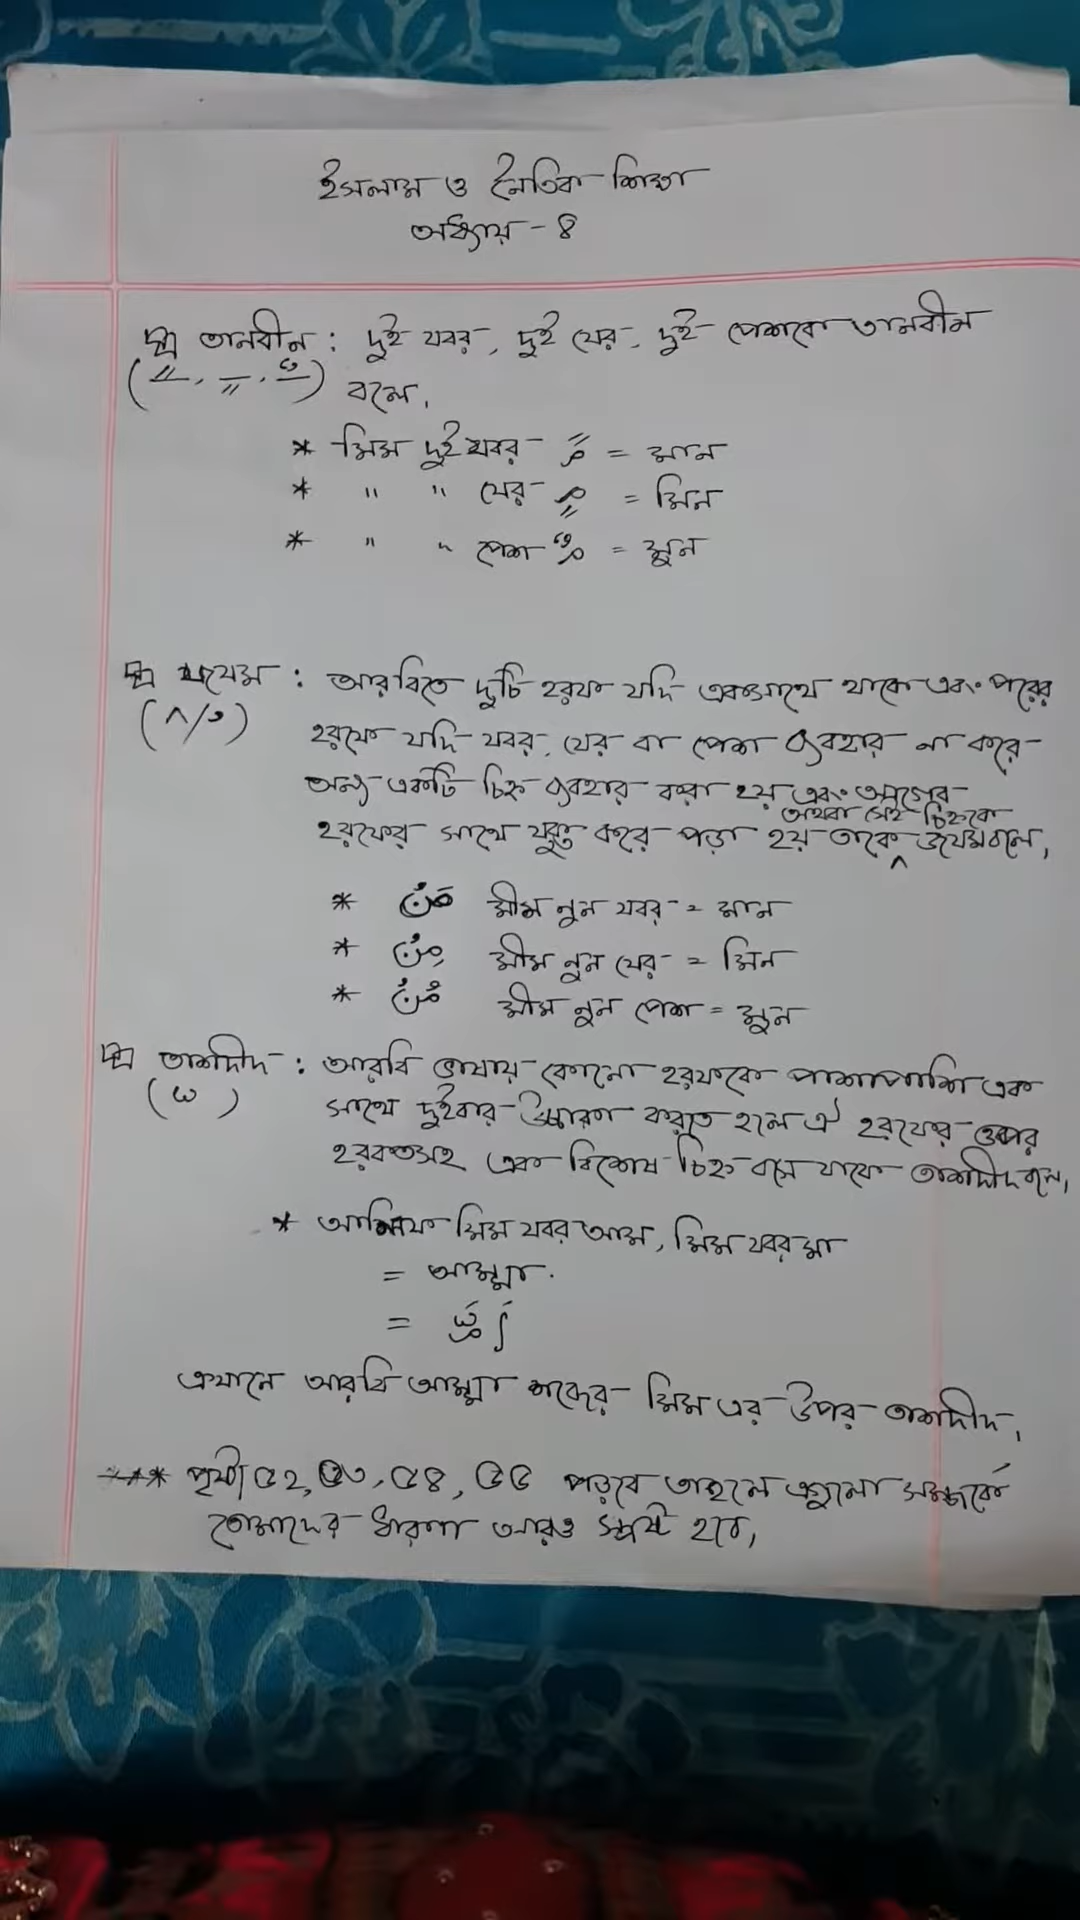 ইসলাম ও নৈতিক শিক্ষা
অধ্যায় - ৪
তানবীন : দুই যবর, দুই যের, দুই পেশকে তানবীন
( ً , ٍ , ٌ ) বলে।
* মিম দুই যবর مً = মান
* " " যের مٍ = মিন
* " " পেশ مٌ = মুন
জযেম : আরবিতে দুটি হরফ যদি একসাথে থাকে এবং পরের
(^/ْ) হরফে যদি যবর, যের বা পেশ ব্যবহার না করে
অন্য একটি চিহ্ন ব্যবহার করা হয় এবং আগের
হরফের সাথে যুক্ত করে পড়া হয় তাকে অথবা সেই চিহ্নকে জযেম বলে।
* مَنْ মীম নুন যবর = মান
* مِنْ মীম নুন যের = মিন
* مُنْ মীম নুন পেশ = মুন
তাশদীদ : আরবি ভাষায় কোনো হরফকে পাশাপাশি এক
( ّ ) সাথে দুইবার উচ্চারণ করতে হলে ঐ হরফের ওপর
হরকতসহ এক বিশেষ চিহ্ন বসে যাকে তাশদীদ বলে।
* আলিফ মিম যবর আম, মিম যবর মা
= আম্মা.
= اَمَّ
এখানে আরবি আম্মা শব্দের মিম এর উপর তাশদীদ।
*** পৃষ্ঠা ৫২, ৫৩, ৫৪, ৫৫ পড়বে তাহলে এগুলো সম্পর্কে
তোমাদের ধারণা আরও স্পষ্ট হবে।